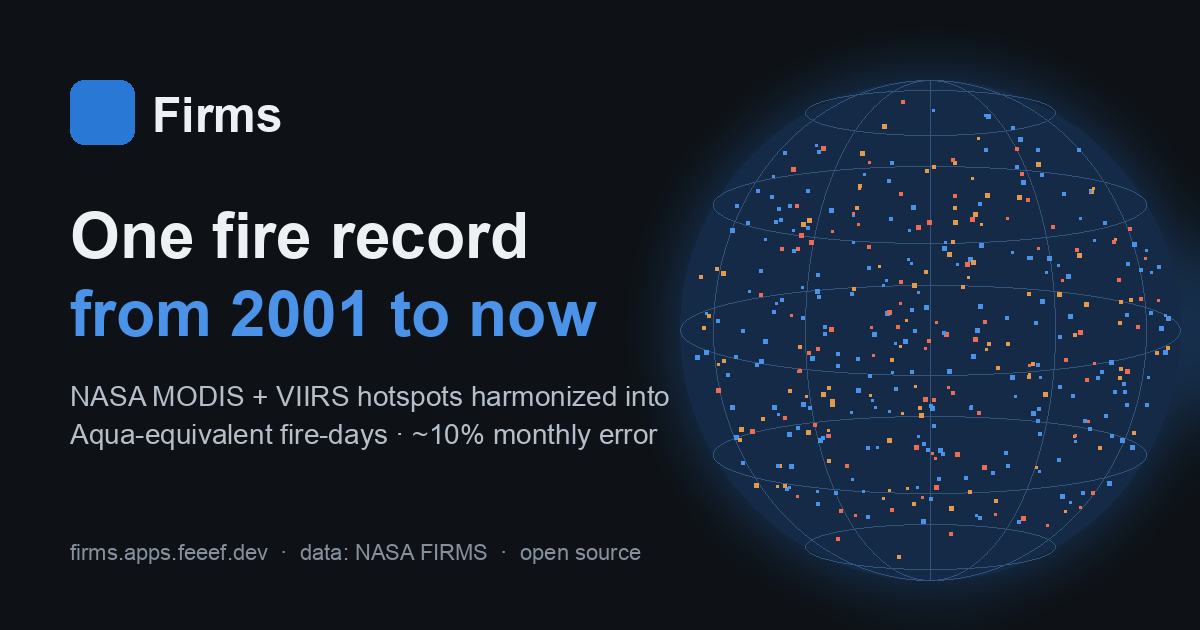 Firms
One fire record
from 2001 to now
NASA MODIS + VIIRS hotspots harmonized into
Aqua-equivalent fire-days · ~10% monthly error
firms.apps.feeef.dev · data: NASA FIRMS · open source